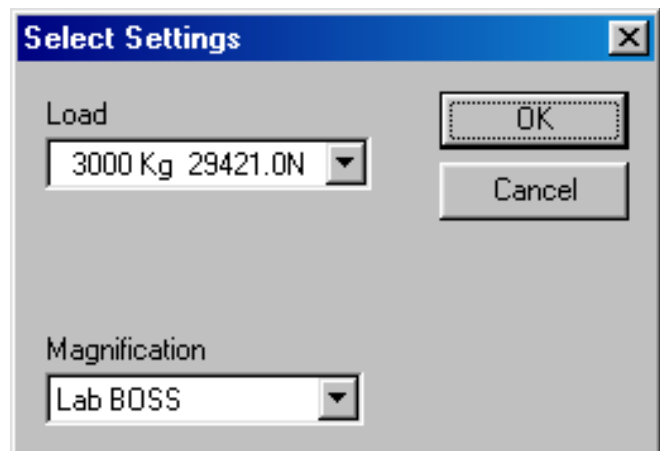 Select Settings
Load
OK
3000 Kg 29421.0N
Cancel
Magnification
Lab BOSS